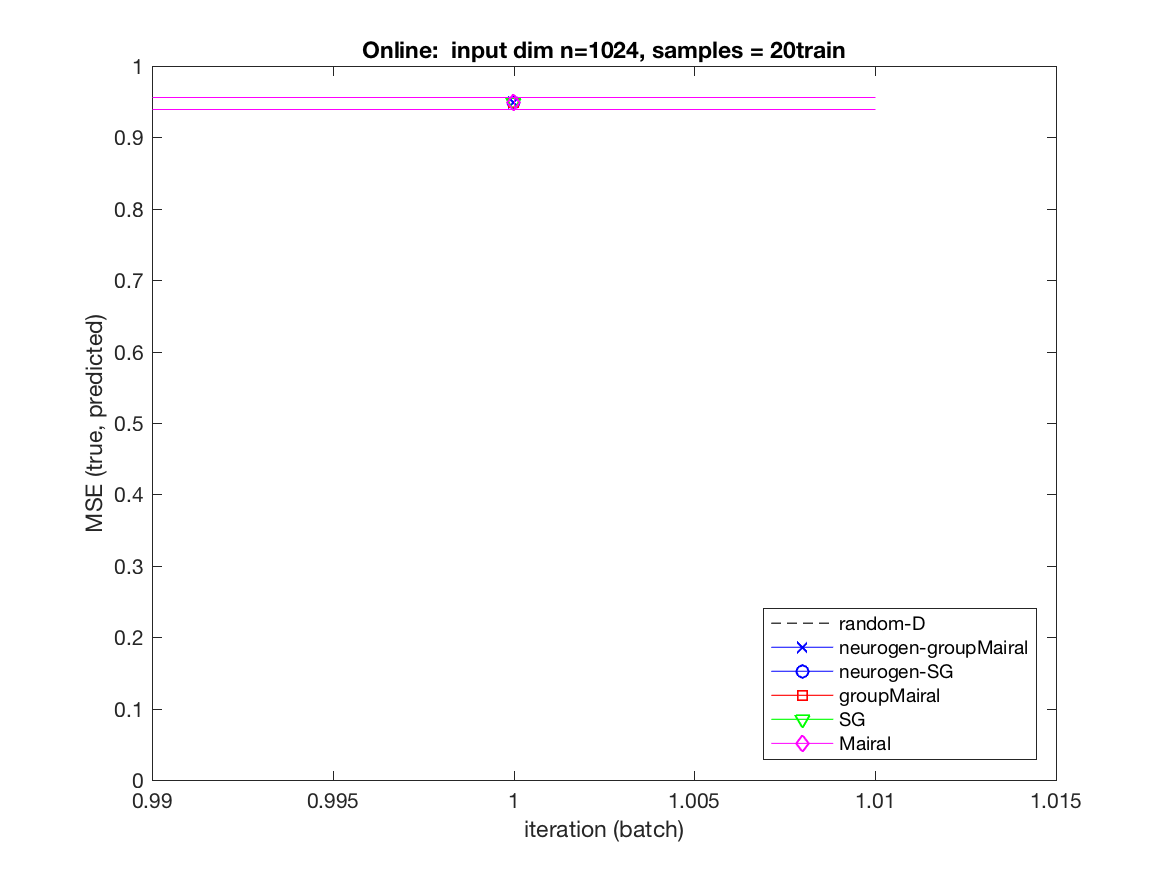 Online:  input dim n=1024, samples = 20train
1
0.9
0.8
0.7
0.6
0.5
0.4
0.3
0.2
0.1
0
MSE (true, predicted)
0.99 0.995 1 1.005 1.01 1.015
iteration (batch)
random-D
neurogen-groupMairal
neurogen-SG
groupMairal
SG
Mairal